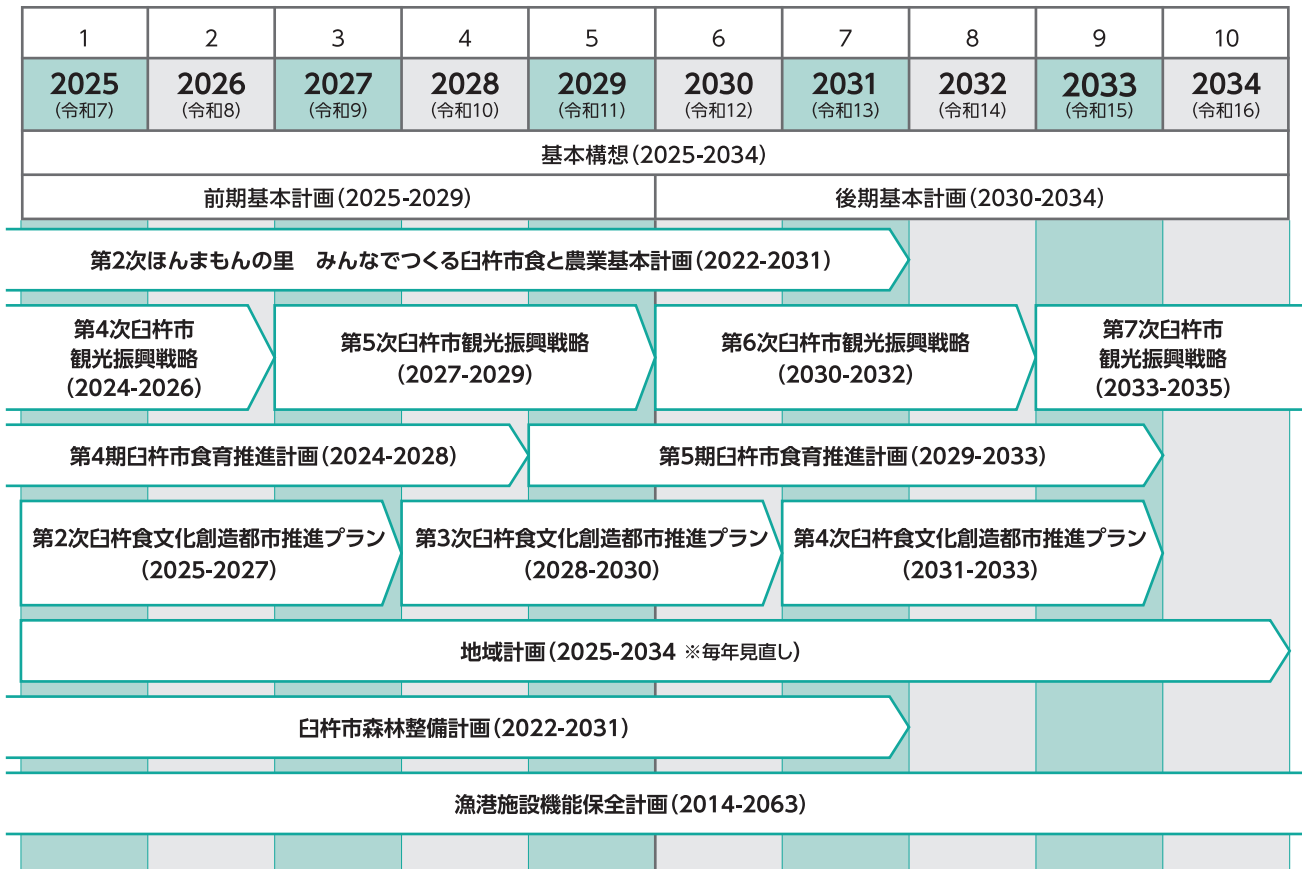 1 2 3 4 5 6 7 8 9 10
2025 2026 2027 2028 2029 2030 2031 2032 2033 2034
(令和7) (令和8) (令和9) (令和10) (令和11) (令和12) (令和13) (令和14) (令和15) (令和16)
基本構想(2025-2034)
前期基本計画(2025-2029) 後期基本計画(2030-2034)
第2次ほんまもんの里　みんなでつくる臼杵市食と農業基本計画(2022-2031)
第4次臼杵市
観光振興戦略
(2024-2026)
第5次臼杵市観光振興戦略
(2027-2029)
第6次臼杵市観光振興戦略
(2030-2032)
第7次臼杵市
観光振興戦略
(2033-2035)
第4期臼杵市食育推進計画(2024-2028) 第5期臼杵市食育推進計画(2029-2033)
第2次臼杵食文化創造都市推進プラン
(2025-2027)
第3次臼杵食文化創造都市推進プラン
(2028-2030)
第4次臼杵食文化創造都市推進プラン
(2031-2033)
地域計画(2025-2034 ※毎年見直し)
臼杵市森林整備計画(2022-2031)
漁港施設機能保全計画(2014-2063)